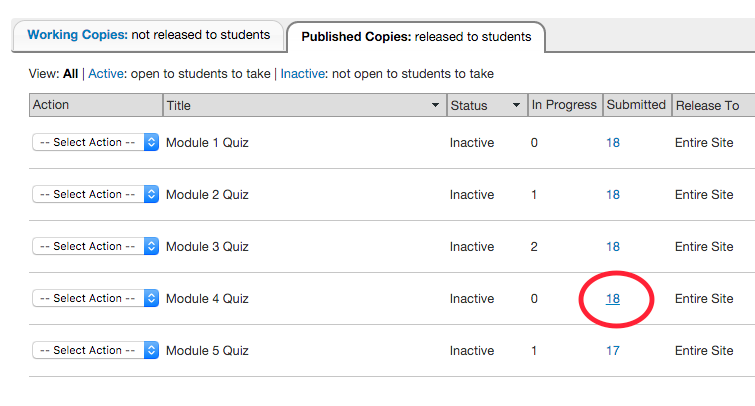 Working Copies: not released to students Published Copies: released to students
View: All | Active: open to students to take | Inactive: not open to students to take
Action Title Status In Progress Submitted Release To
-- Select Action -- Module 1 Quiz Inactive 0 18 Entire Site
-- Select Action -- Module 2 Quiz Inactive 1 18 Entire Site
-- Select Action -- Module 3 Quiz Inactive 2 18 Entire Site
-- Select Action -- Module 4 Quiz Inactive 0 18 Entire Site
-- Select Action -- Module 5 Quiz Inactive 1 17 Entire Site